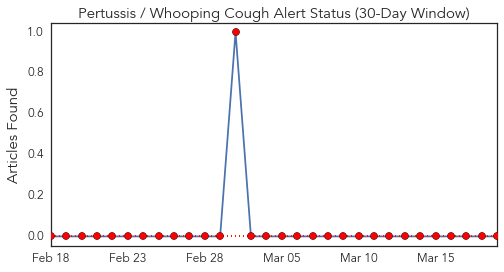 Pertussis / Whooping Cough Alert Status (30-Day Window)
Articles Found
1.0
0.8
0.6
0.4
0.2
0.0
Feb 18 Feb 23 Feb 28 Mar 05 Mar 10 Mar 15